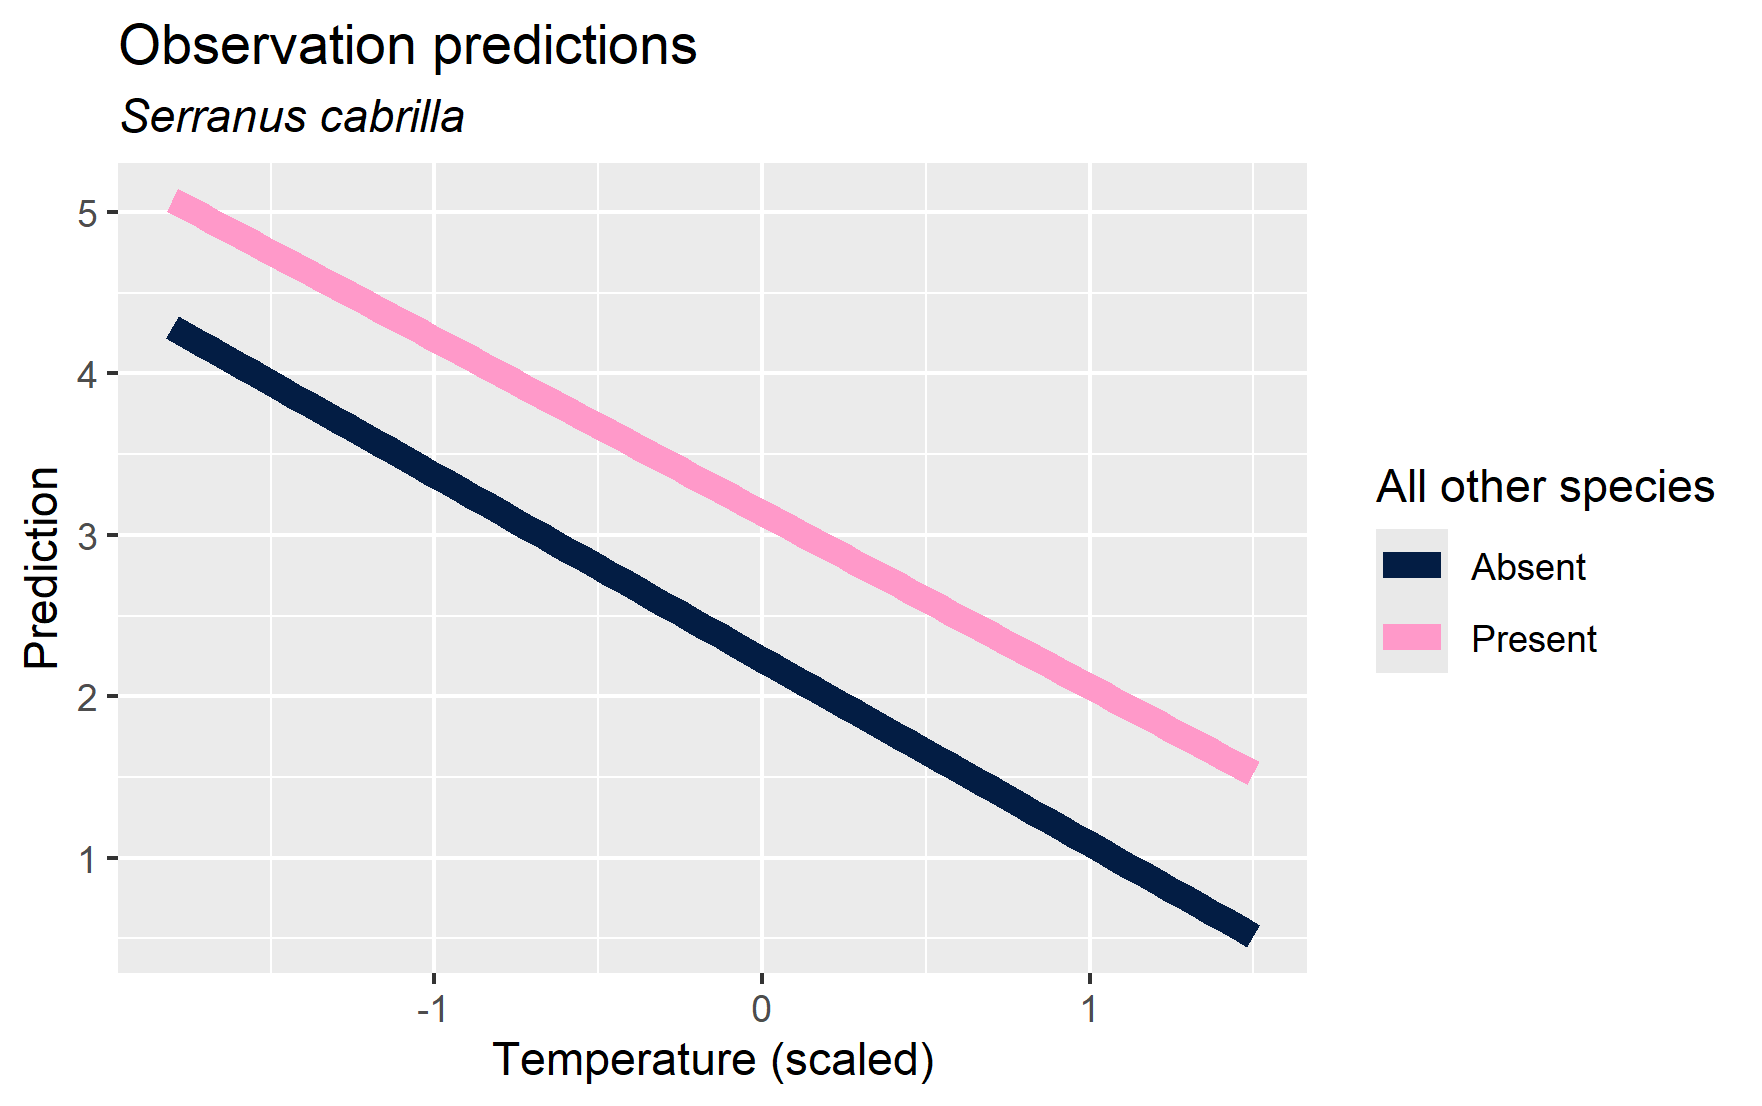 Observation predictions
Serranus cabrilla
Prediction
5
4
3
2
1
-1 0 1
Temperature (scaled)
All other species
Absent
Present